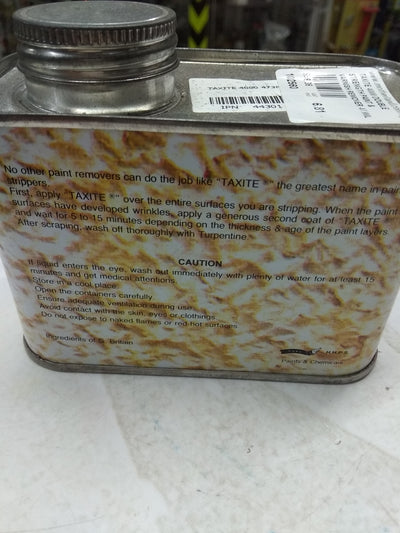 TAXITE 4000 473
IPN 44301
No other paint removers can do the job like "TAXITE ®" the greatest name in pain
strippers.
First, apply "TAXITE ®" over the entire surfaces you are stripping. When the paint
surfaces have developed wrinkles, apply a generous second coat of "TAXITE
and wait for 5 to 15 minutes depending on the thickness & age of the paint layers.
After scraping, wash off thoroughly with Turpentine.
CAUTION
If liquid enters the eye, wash out immediately with plenty of water for at least 15
minutes and get medical attentions.
Store in a cool place
Open the containers carefully
Ensure adequate ventilation during use
Avoid contact with the skin, eyes or clothings
Do not expose to naked flames or red hot surfaces
Ingredients of G. Britain
Paints & Chemicals